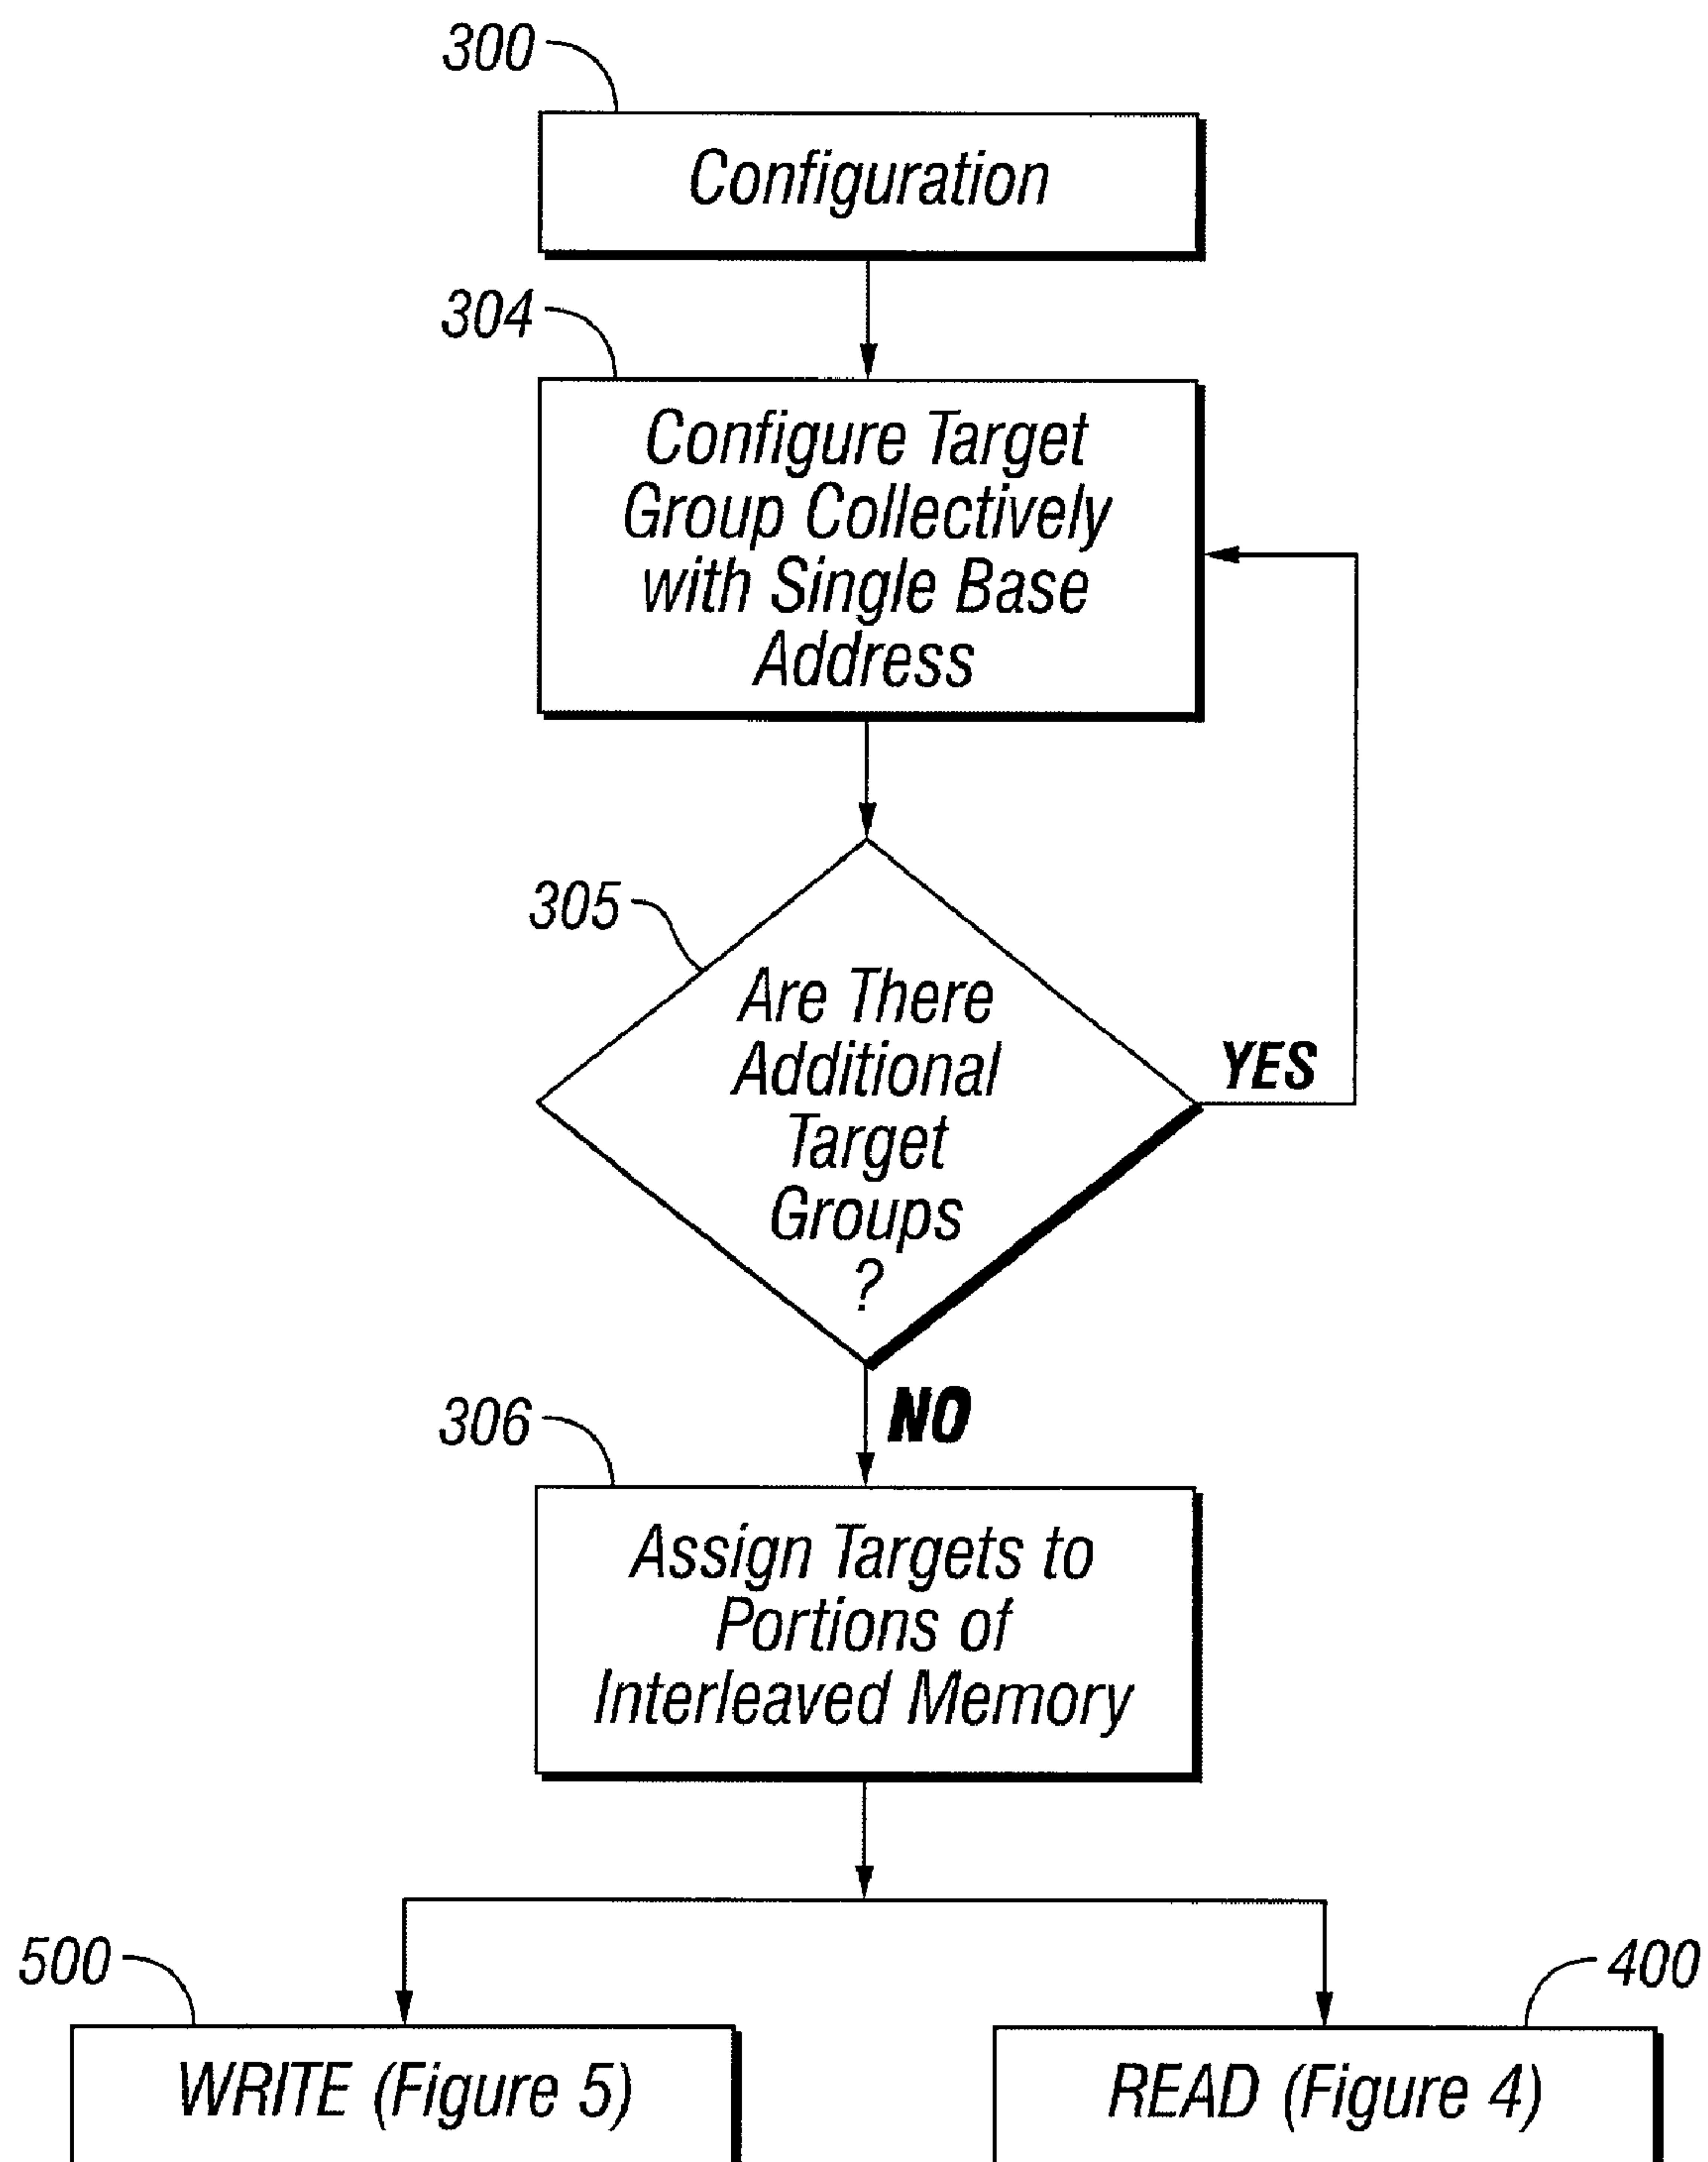 300
Configuration
304
Configure Target
Group Collectively
with Single Base
Address
305
Are There
Additional
Target
Groups
?
YES
NO
306
Assign Targets to
Portions of
Interleaved Memory
500
400
WRITE (Figure 5)
READ (Figure 4)